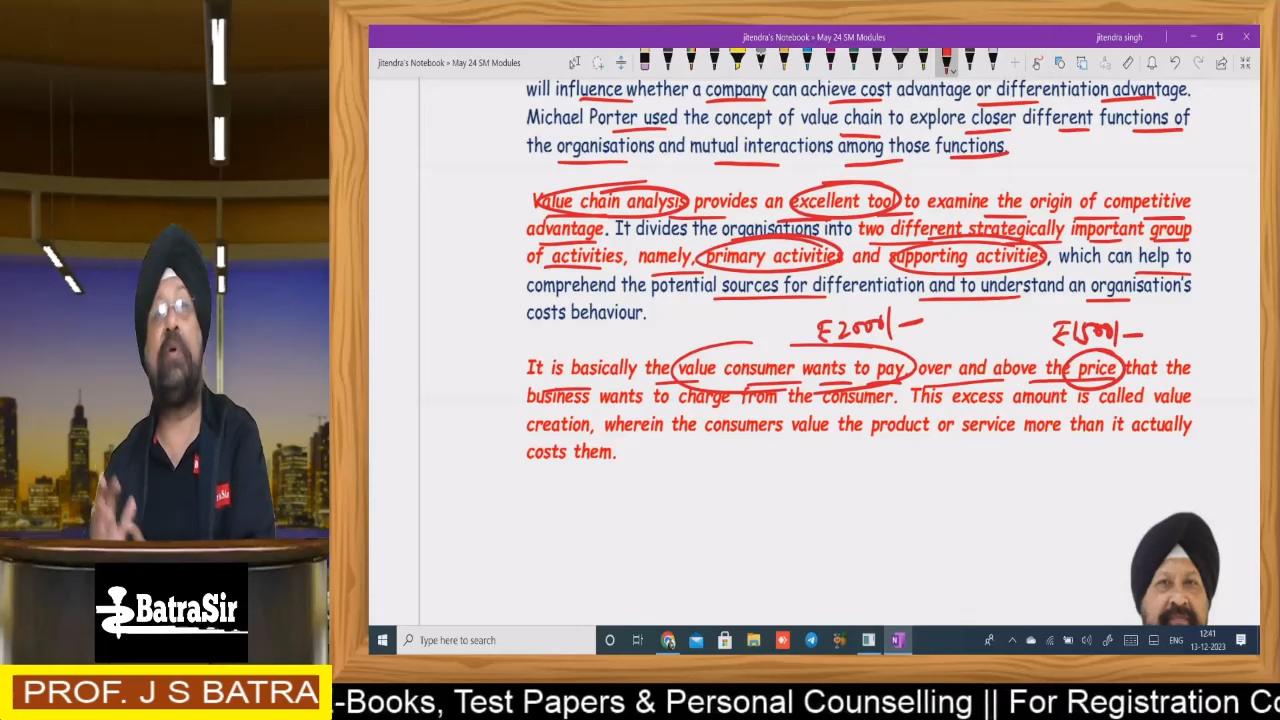 jitendra's Notebook » May 24 SM Modules
jitendra singh
jitendra's Notebook » May 24 SM Modules
will influence whether a company can achieve cost advantage or differentiation advantage.
Michael Porter used the concept of value chain to explore closer different functions of
the organisations and mutual interactions among those functions.
Value chain analysis provides an excellent tool to examine the origin of competitive
advantage. It divides the organisations into two different strategically important group
of activities, namely, primary activities and supporting activities, which can help to
comprehend the potential sources for differentiation and to understand an organisation's
costs behaviour.
₹2000/-
₹1500/-
It is basically the value consumer wants to pay, over and above the price that the
business wants to charge from the consumer. This excess amount is called value
creation, wherein the consumers value the product or service more than it actually
costs them.
BatraSir
Type here to search
ENG
12:41
13-12-2023
PROF. J S BATRA
-Books, Test Papers & Personal Counselling || For Registration Co